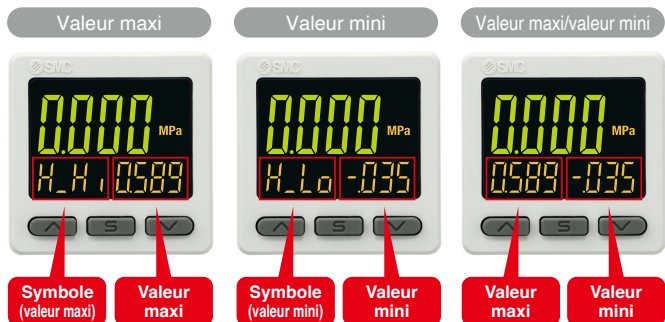 Valeur maxi
Valeur mini
Valeur maxi/valeur mini
SMC
0.000
MPa
H_Hi 0.589
S
Symbole
(valeur maxi)
Valeur
maxi
SMC
0.000
MPa
H_Lo -.035
S
Symbole
(valeur mini)
Valeur
mini
SMC
0.000
MPa
0.589 -.035
S
Valeur
maxi
Valeur
mini